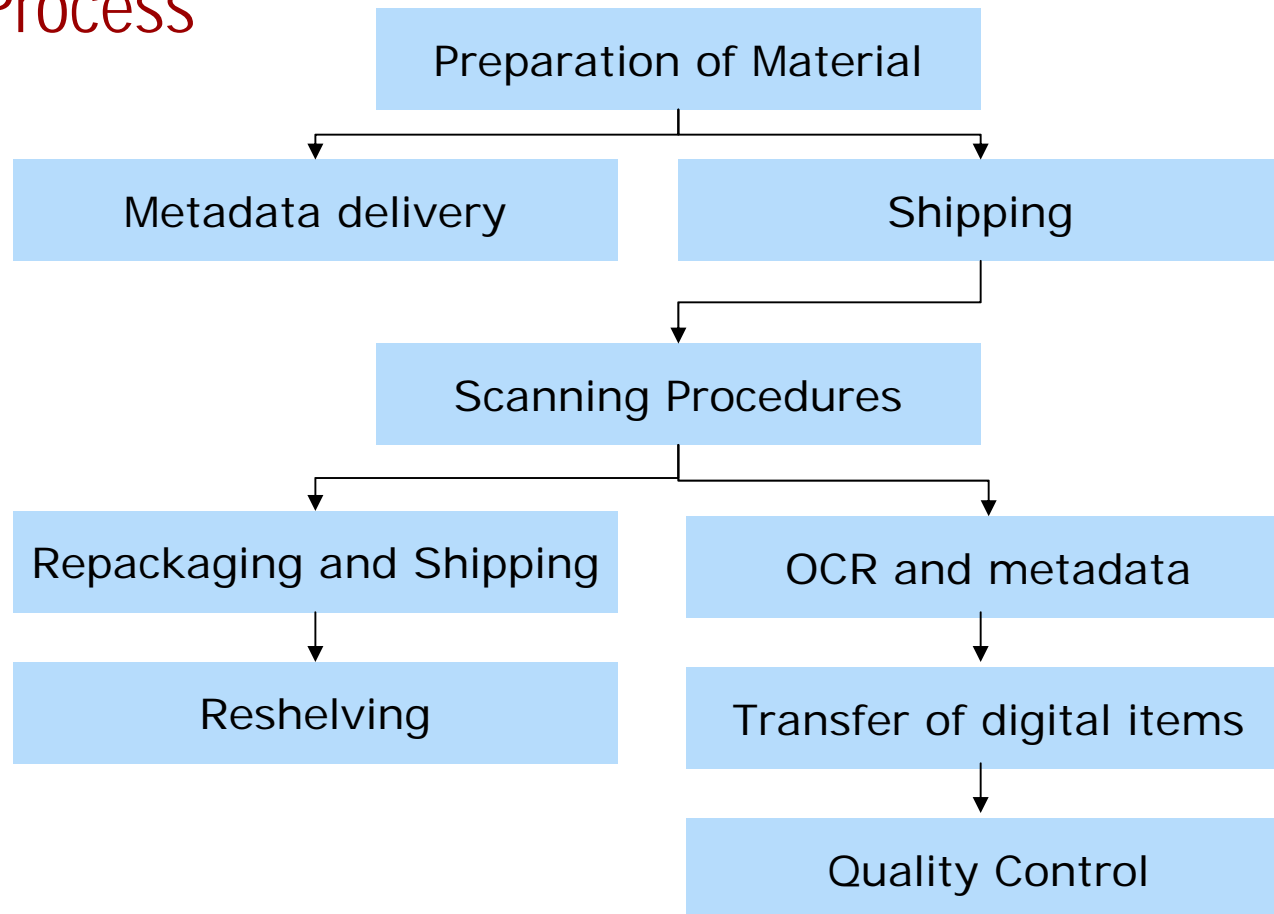 Process
Preparation of Material
Metadata delivery
Shipping
Scanning Procedures
Repackaging and Shipping
OCR and metadata
Reshelving
Transfer of digital items
Quality Control